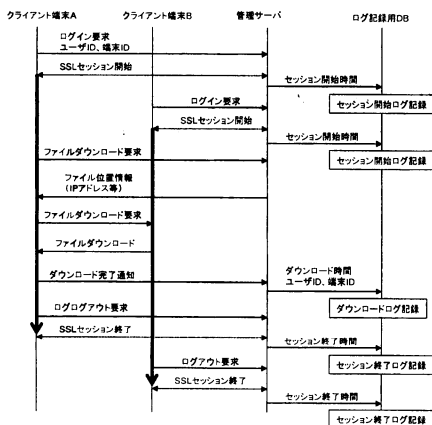 クライアント端末A クライアント端末B 管理サーバ ログ記録用DB
ログイン要求
ユーザID、端末ID
SSLセッション開始
セッション開始時間
ログイン要求
セッション開始ログ記録
SSLセッション開始
セッション開始時間
ファイルダウンロード要求
セッション開始ログ記録
ファイル位置情報
(IPアドレス等)
ファイルダウンロード要求
ファイルダウンロード
ダウンロード完了通知
ダウンロード時間
ユーザID、端末ID
ダウンロードログ記録
ログログアウト要求
SSLセッション終了
セッション終了時間
ログアウト要求
セッション終了ログ記録
SSLセッション終了
セッション終了時間
セッション終了ログ記録